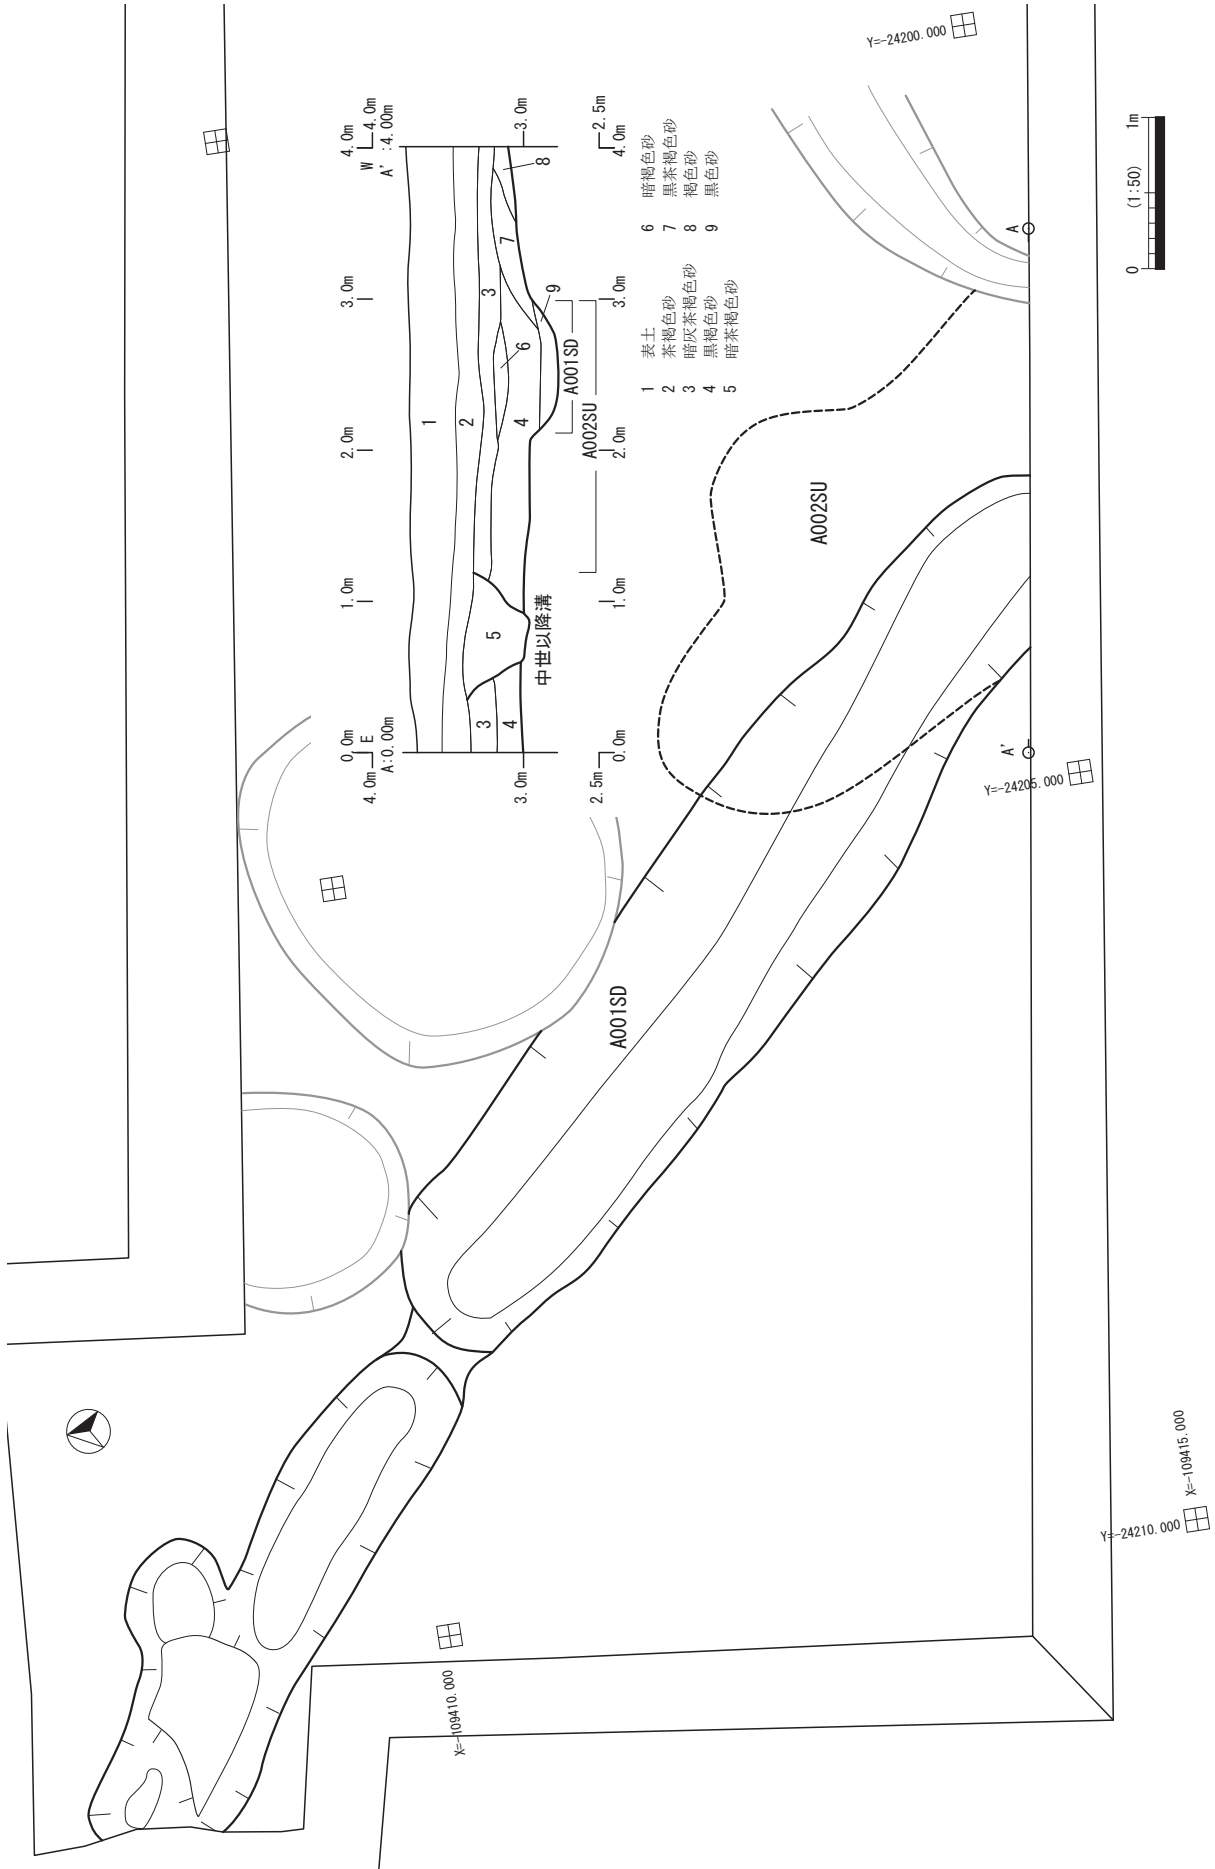 Y=-24200.000
4.0m
4.0m
W
A':4.00m
3.0m
2.5m
4.0m
3.0m
3.0m
2.0m
2.0m
1.0m
1.0m
0.0m
E
4.0m
A:0.00m
3.0m
2.5m
0.0m
1
2
3
4
5
6
7
8
9
3
4
A001SD
A002SU
中世以降溝
1 表土
2 茶褐色砂
3 暗灰茶褐色砂
4 黒褐色砂
5 暗茶褐色砂
6 暗褐色砂
7 黒茶褐色砂
8 褐色砂
9 黒色砂
0 (1:50) 1m
A
A002SU
A'
Y=-24205.000
A001SD
X=-109410.000
X=-109415.000
Y=-24210.000